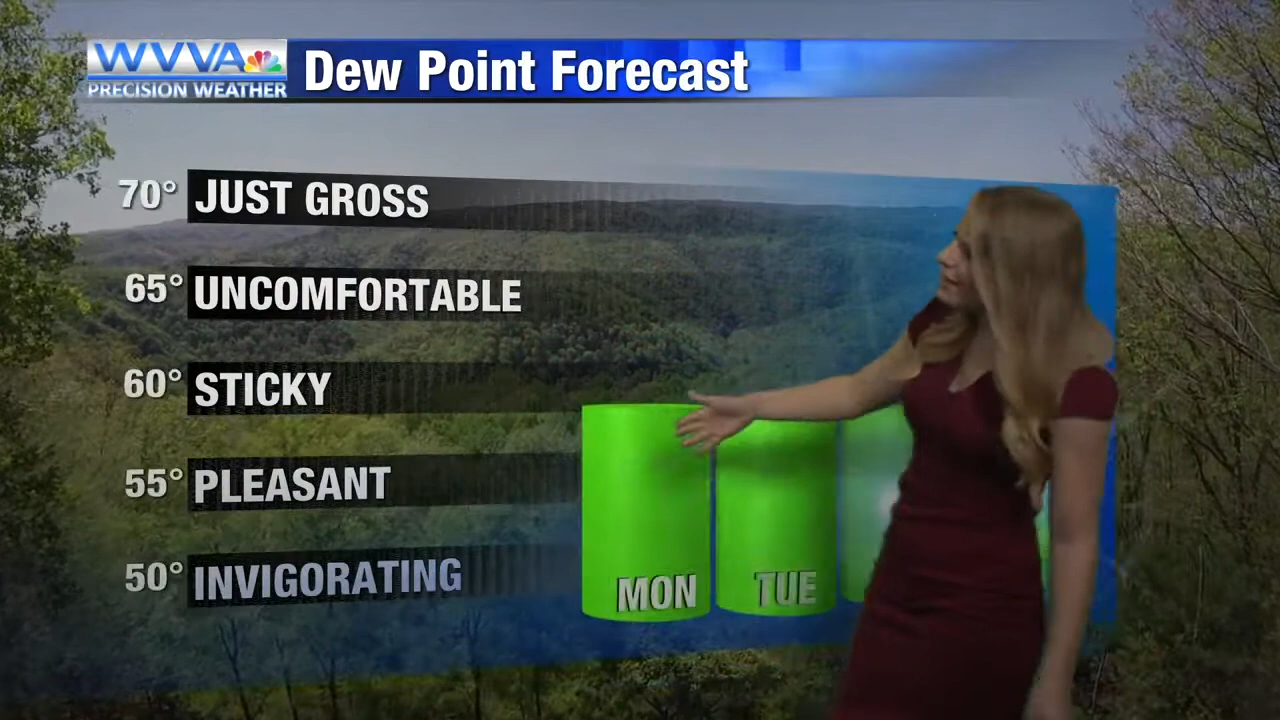 WVVA
PRECISION WEATHER
Dew Point Forecast
70° JUST GROSS
65° UNCOMFORTABLE
60° STICKY
55° PLEASANT
50° INVIGORATING
MON TUE